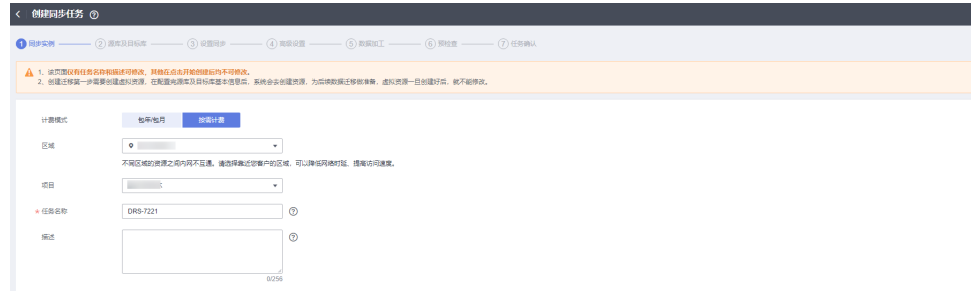 创建同步任务
1 同步实例 2 源库及目标库 3 设置同步 4 高级设置 5 数据加工 6 预检查 7 任务确认
1、该页面仅有任务名称和描述可修改，其他在点击开始创建后均不可修改。
2、创建迁移第一步需要创建虚拟资源，在配置完源库及目标库基本信息后，系统会去创建资源，为后续数据迁移做准备，虚拟资源一旦创建好后，就不能修改。
计费模式 包年/包月 按需计费
区域
不同区域的资源之间内网不互通。请选择靠近您客户的区域，可以降低网络时延、提高访问速度。
项目
* 任务名称 DRS-7221
描述
0/256